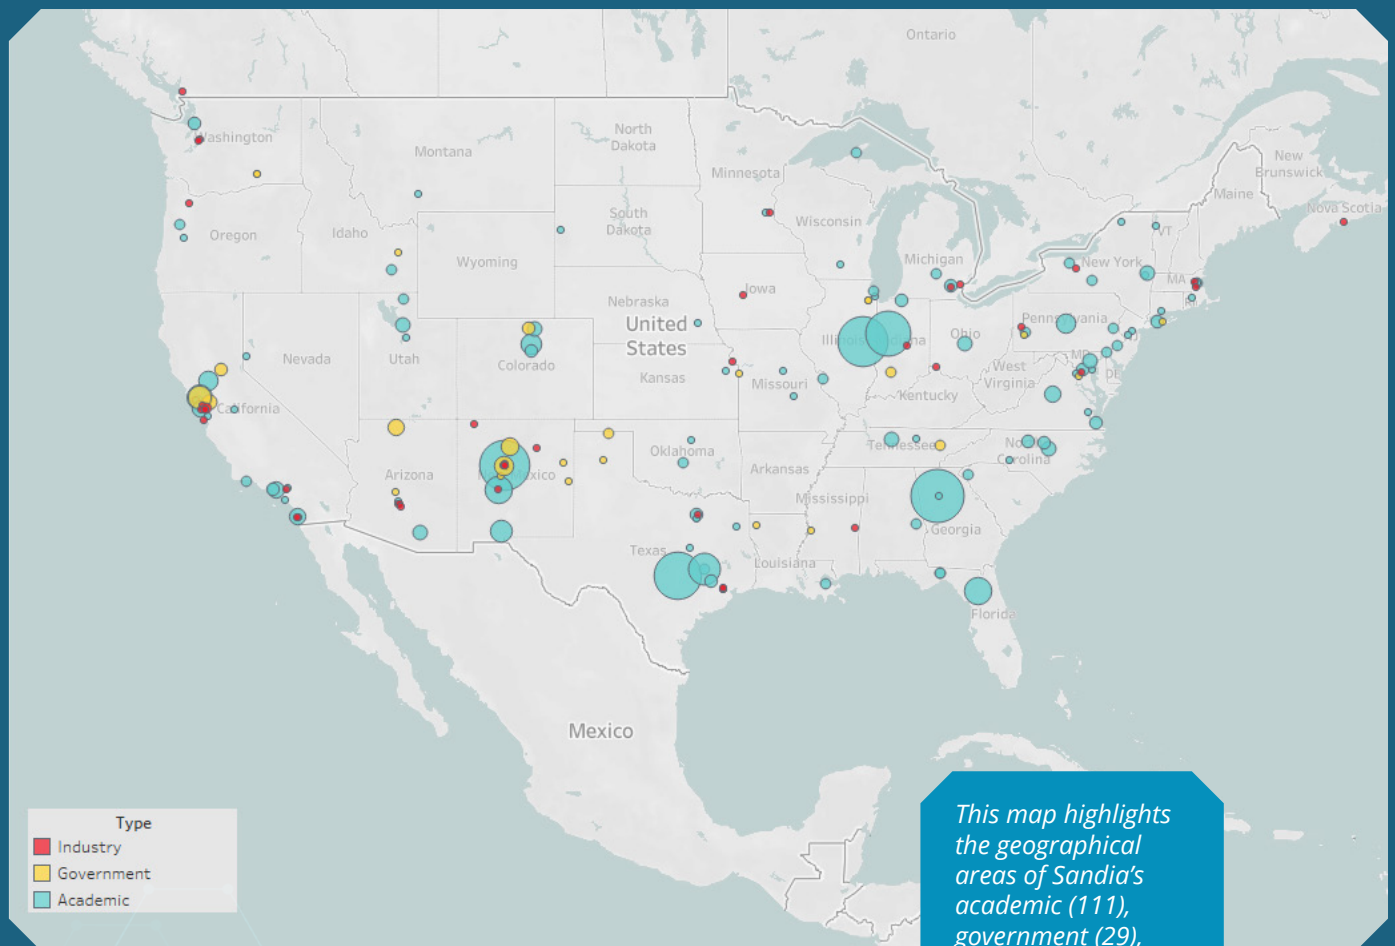 Ontario
Washington
Montana
North
Dakota
Minnesota
New
Brunswick
Maine
Nova Scotia
Oregon
Idaho
South
Dakota
Wisconsin
VT
Wyoming
Michigan
New York
MA
Iowa
Nebraska
United
States
Pennsylvania
Nevada
Utah
Colorado
Illinois
Ohio
MD
DE
Kansas
Missouri
West
Virginia
Kentucky
California
Oklahoma
Tennessee
Carolina
Arizona
Arkansas
Mississippi
Georgia
Texas
Louisiana
Florida
Mexico
Type
Industry
Government
Academic
This map highlights
the geographical
areas of Sandia's
academic (111),
government (29),